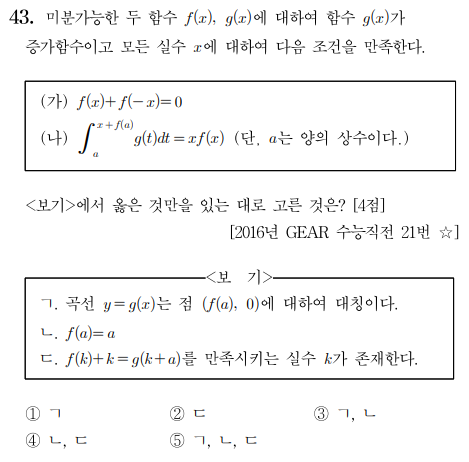 43. 미분가능한 두 함수 f(x), g(x)에 대하여 함수 g(x)가
증가함수이고 모든 실수 x에 대하여 다음 조건을 만족한다.
(가) f(x)+f(-x)=0
(나) ∫_a^{x+f(a)} g(t)dt = xf(x) (단, a는 양의 상수이다.)
<보기>에서 옳은 것만을 있는 대로 고른 것은? [4점]
[2016년 GEAR 수능직전 21번 ☆]
<보 기>
ㄱ. 곡선 y=g(x)는 점 (f(a), 0)에 대하여 대칭이다.
ㄴ. f(a)=a
ㄷ. f(k)+k=g(k+a)를 만족시키는 실수 k가 존재한다.
① ㄱ ② ㄷ ③ ㄱ, ㄴ
④ ㄴ, ㄷ ⑤ ㄱ, ㄴ, ㄷ